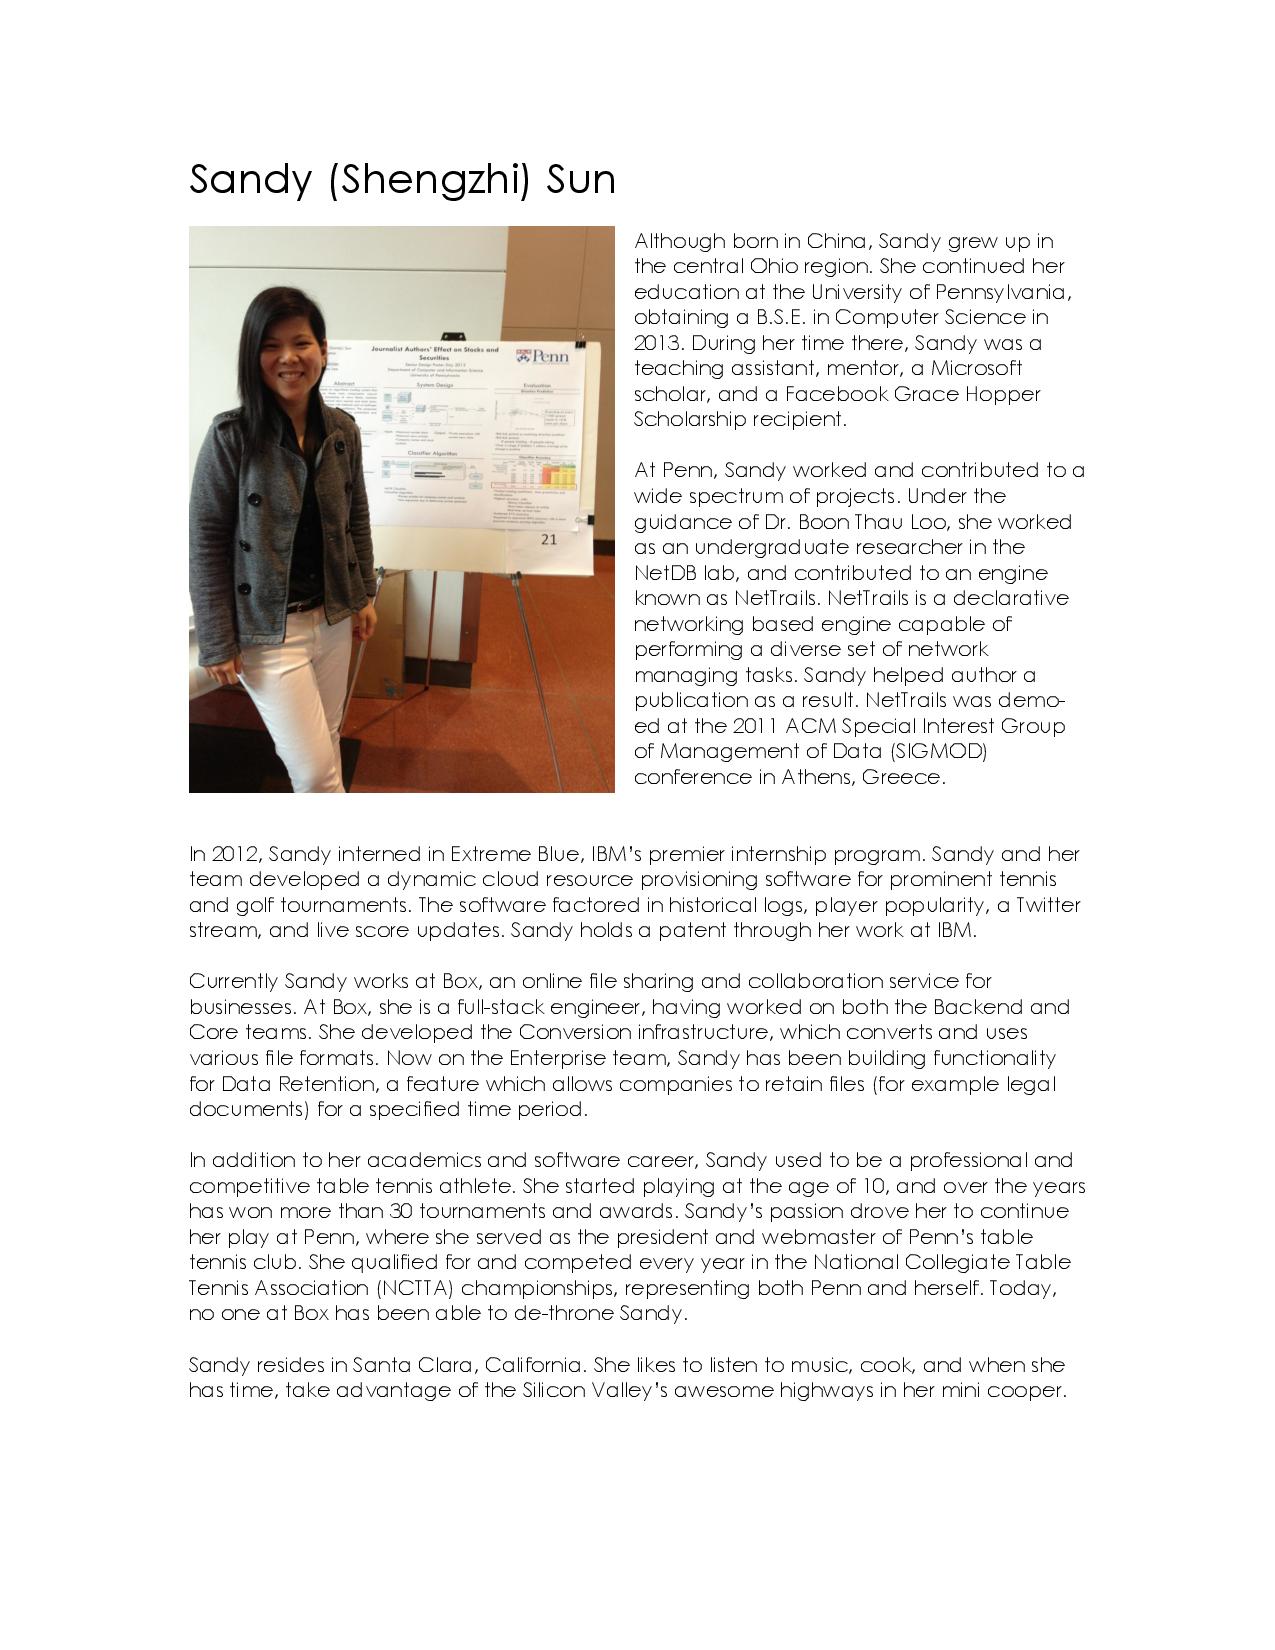 Sandy (Shengzhi) Sun
Journalist Authors' Effect on Stocks and
Securities
Senior Design Poster Day, 2013
Department of Computer and Information Science
University of Pennsylvania
Penn
Abstract
System Design
Evaluation
Classifier Algorithm
21
Although born in China, Sandy grew up in
the central Ohio region. She continued her
education at the University of Pennsylvania,
obtaining a B.S.E. in Computer Science in
2013. During her time there, Sandy was a
teaching assistant, mentor, a Microsoft
scholar, and a Facebook Grace Hopper
Scholarship recipient.
At Penn, Sandy worked and contributed to a
wide spectrum of projects. Under the
guidance of Dr. Boon Thau Loo, she worked
as an undergraduate researcher in the
NetDB lab, and contributed to an engine
known as NetTrails. NetTrails is a declarative
networking based engine capable of
performing a diverse set of network
managing tasks. Sandy helped author a
publication as a result. NetTrails was demo-
ed at the 2011 ACM Special Interest Group
of Management of Data (SIGMOD)
conference in Athens, Greece.
In 2012, Sandy interned in Extreme Blue, IBM's premier internship program. Sandy and her
team developed a dynamic cloud resource provisioning software for prominent tennis
and golf tournaments. The software factored in historical logs, player popularity, a Twitter
stream, and live score updates. Sandy holds a patent through her work at IBM.
Currently Sandy works at Box, an online file sharing and collaboration service for
businesses. At Box, she is a full-stack engineer, having worked on both the Backend and
Core teams. She developed the Conversion infrastructure, which converts and uses
various file formats. Now on the Enterprise team, Sandy has been building functionality
for Data Retention, a feature which allows companies to retain files (for example legal
documents) for a specified time period.
In addition to her academics and software career, Sandy used to be a professional and
competitive table tennis athlete. She started playing at the age of 10, and over the years
has won more than 30 tournaments and awards. Sandy's passion drove her to continue
her play at Penn, where she served as the president and webmaster of Penn's table
tennis club. She qualified for and competed every year in the National Collegiate Table
Tennis Association (NCTTA) championships, representing both Penn and herself. Today,
no one at Box has been able to de-throne Sandy.
Sandy resides in Santa Clara, California. She likes to listen to music, cook, and when she
has time, take advantage of the Silicon Valley's awesome highways in her mini cooper.